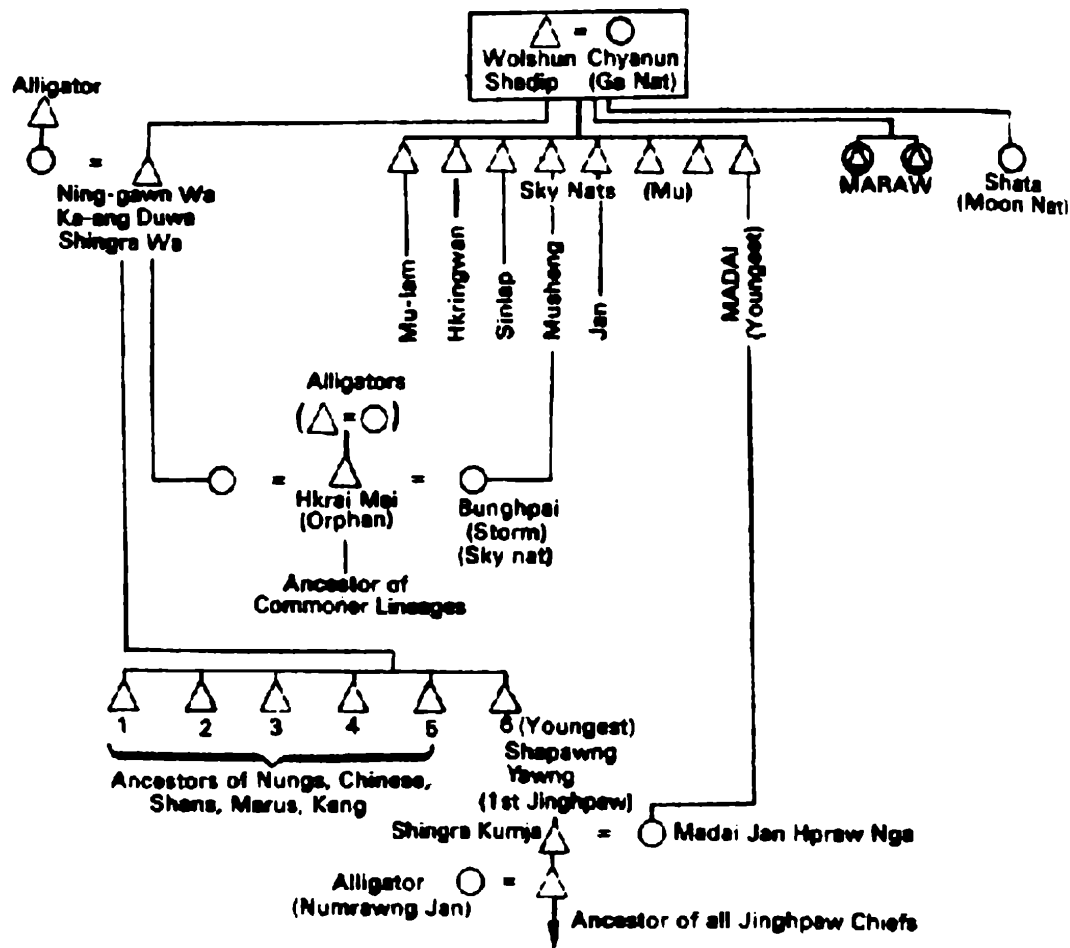 Wolshun Chyanun
Shadip (Ga Nat)
Alligator
=
=
Ning-gawn Wa
Ka-ang Duwa
Shingra Wa
Sky Nats (Mu)
MARAW
Shata
(Moon Nat)
Mu-lam
Hkringwan
Sinlap
Musheng
Jan
MADAI
(Youngest)
Alligators
( = )
= =
Hkrai Mai
(Orphan)
Bunghpai
(Storm)
(Sky nat)
Ancestor of
Commoner Lineages
1 2 3 4 5 6 (Youngest)
Shapawng
Yawng
(1st Jinghpaw)
Ancestors of Nungs, Chinese,
Shans, Marus, Kang
Shingra Kumja = Madai Jan Hpraw Nga
Alligator =
(Numrawng Jan)
Ancestor of all Jinghpaw Chiefs